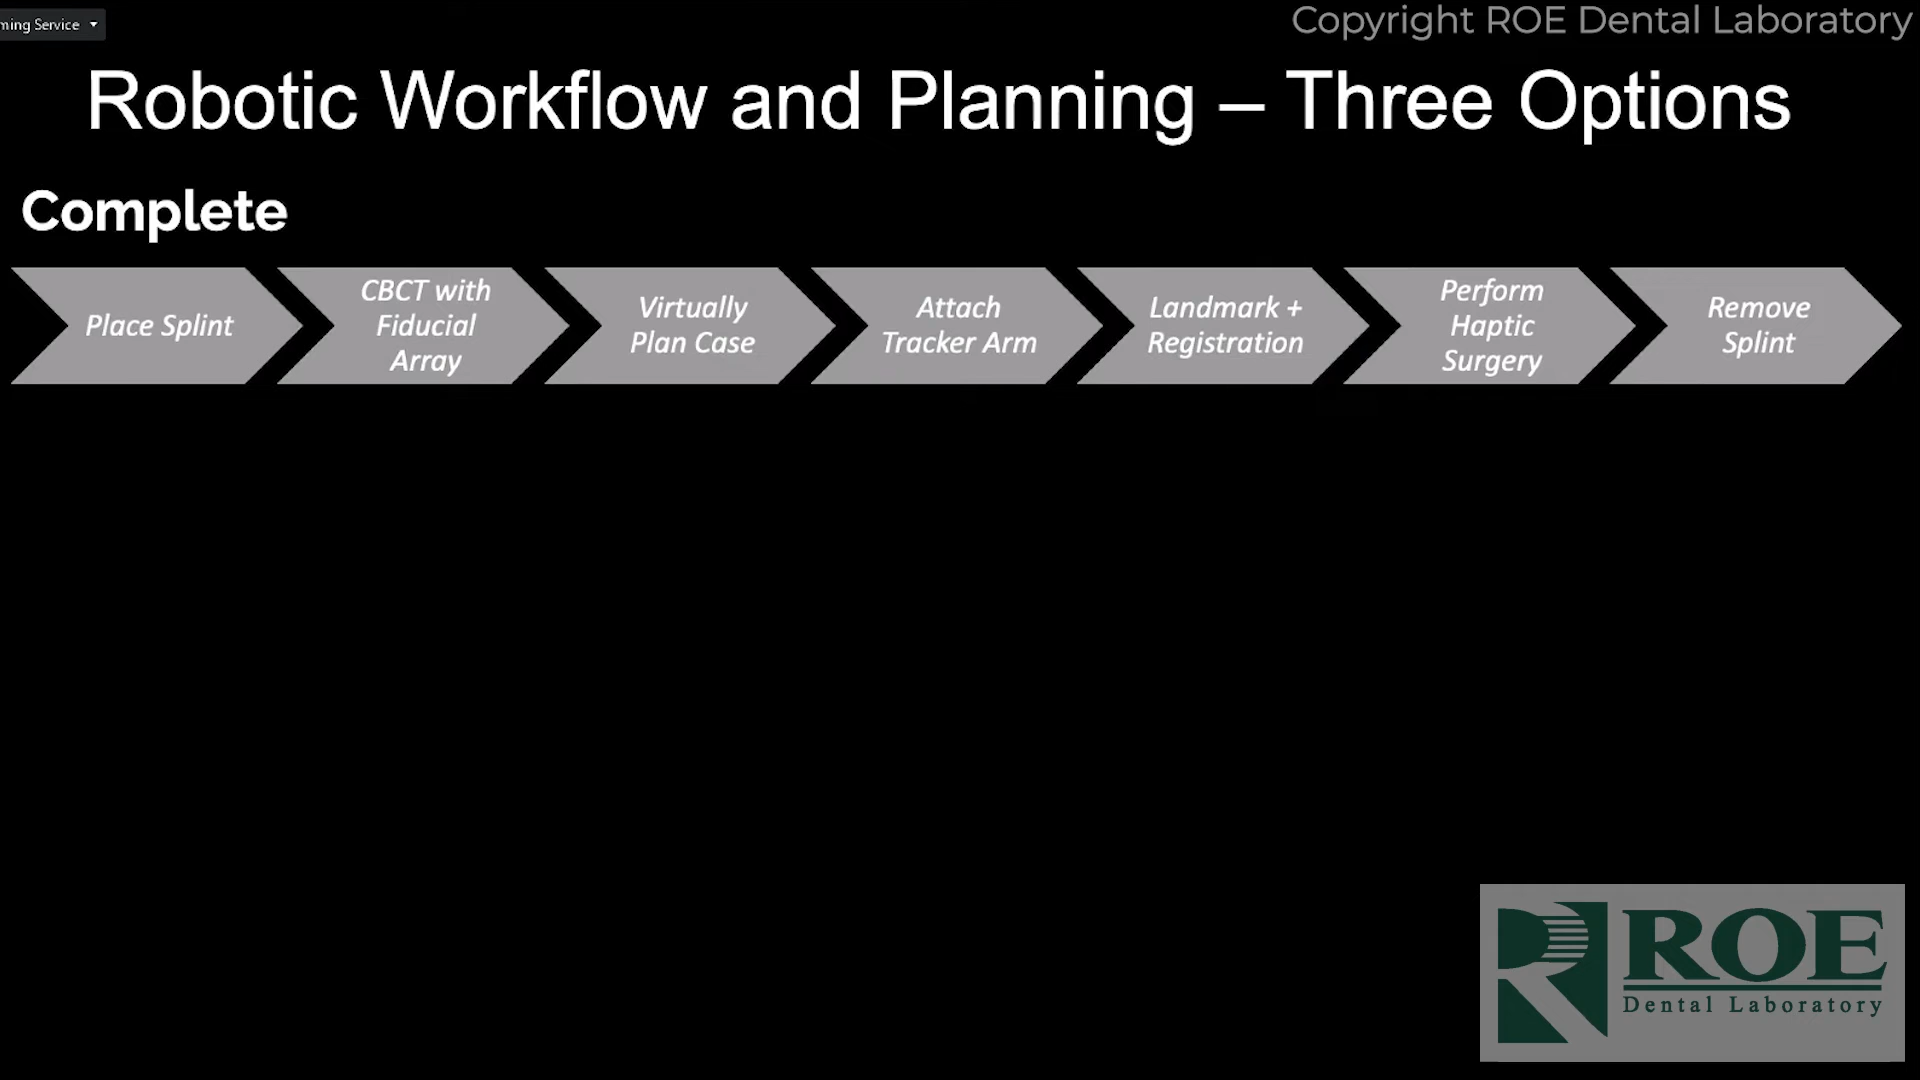 ming Service
Copyright ROE Dental Laboratory
Robotic Workflow and Planning – Three Options
Complete
Place Splint
CBCT with
Fiducial
Array
Virtually
Plan Case
Attach
Tracker Arm
Landmark +
Registration
Perform
Haptic
Surgery
Remove
Splint
ROE
Dental Laboratory